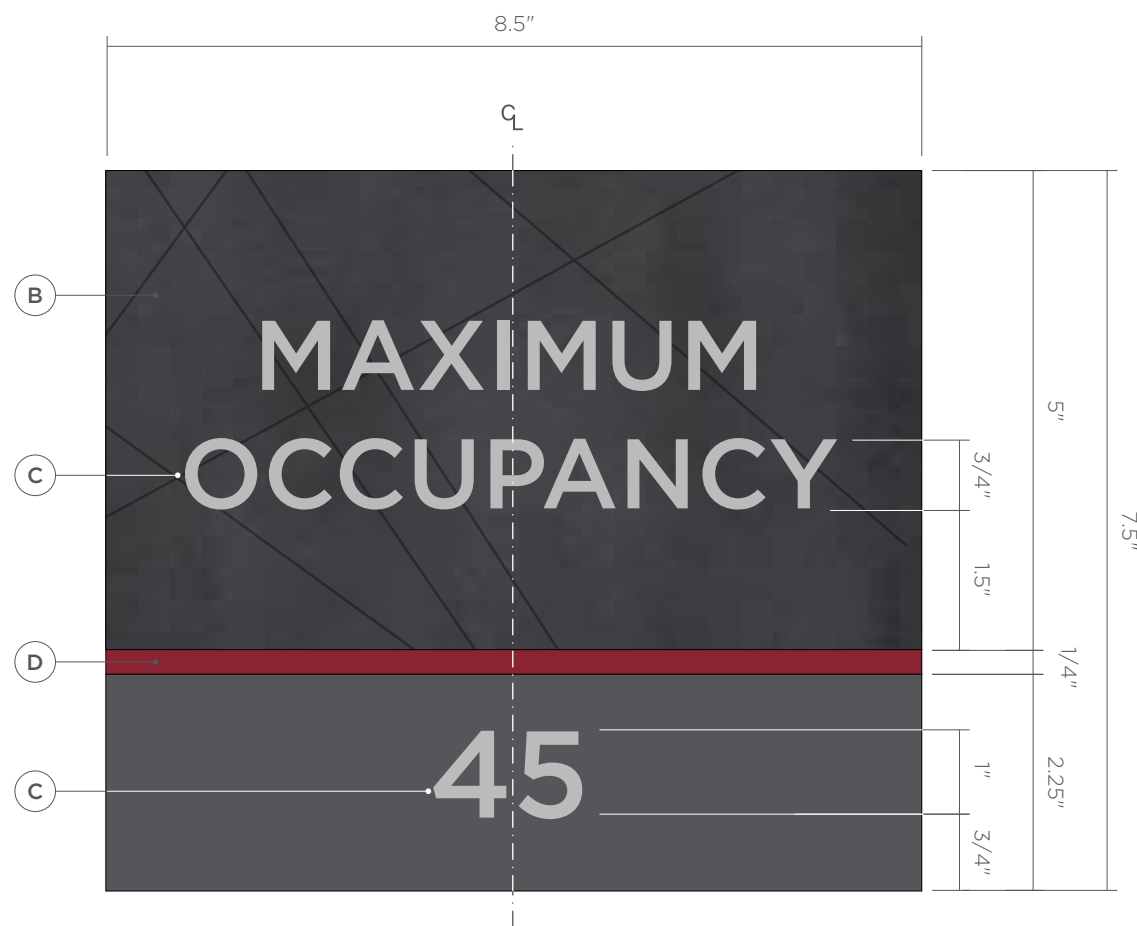 8.5"
CL
B
MAXIMUM
5"
OCCUPANCY
C
3/4"
7.5"
1.5"
D
1/4"
45
1"
2.25"
C
3/4"